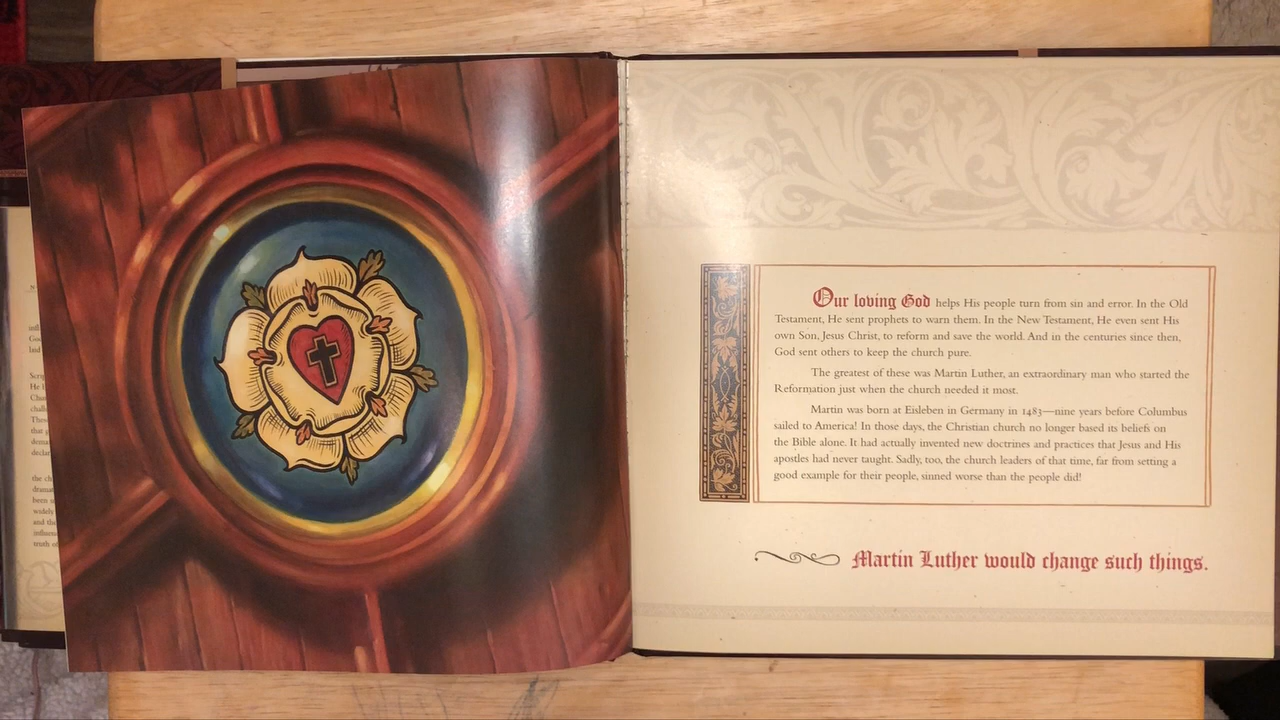 Our loving God helps His people turn from sin and error. In the Old
Testament, He sent prophets to warn them. In the New Testament, He even sent His
own Son, Jesus Christ, to reform and save the world. And in the centuries since then,
God sent others to keep the church pure.
The greatest of these was Martin Luther, an extraordinary man who started the
Reformation just when the church needed it most.
Martin was born at Eisleben in Germany in 1483—nine years before Columbus
sailed to America! In those days, the Christian church no longer based its beliefs on
the Bible alone. It had actually invented new doctrines and practices that Jesus and His
apostles had never taught. Sadly, too, the church leaders of that time, far from setting a
good example for their people, sinned worse than the people did!
Martin Luther would change such things.